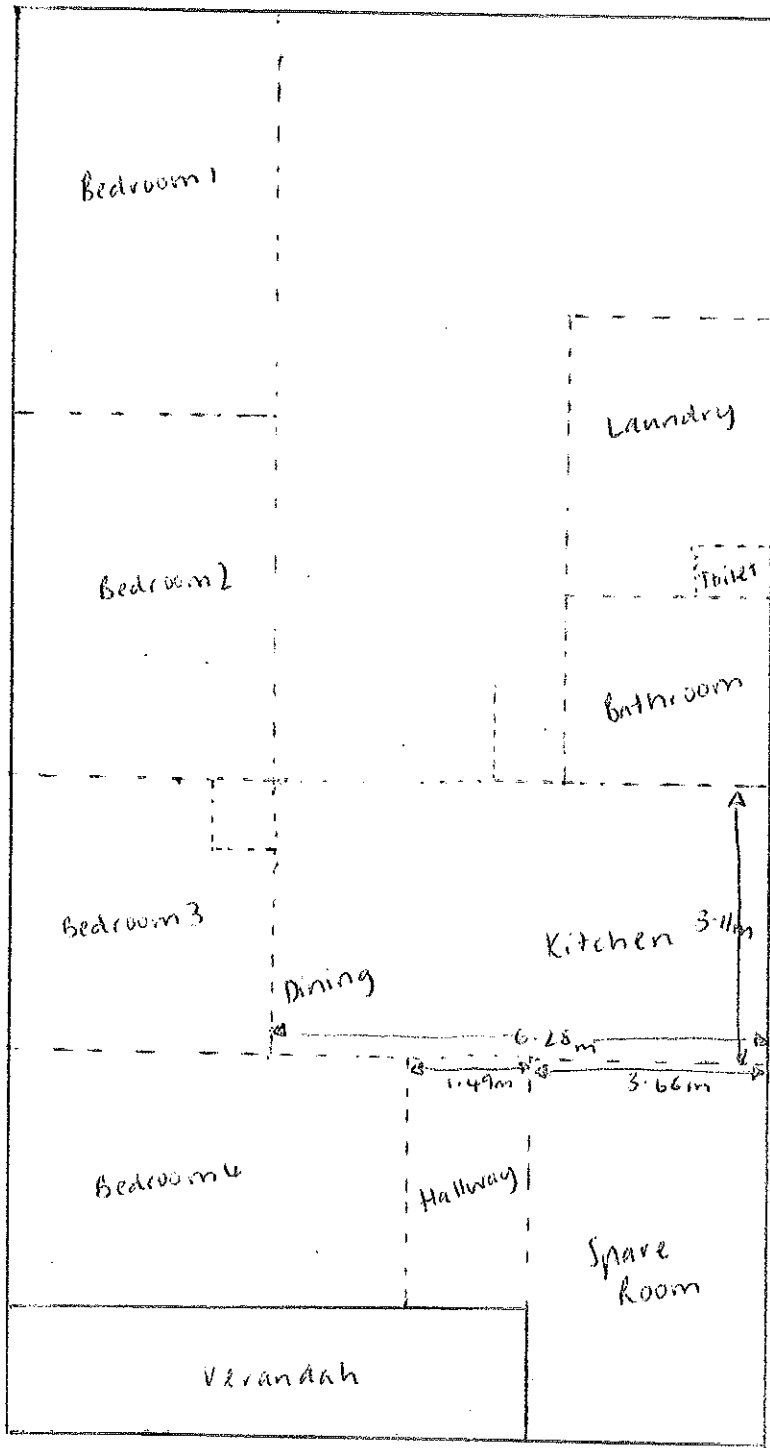 Bedroom 1
Laundry
Bedroom 2
Toilet
Bathroom
Bedroom 3
Kitchen
3.11m
Dining
6.28m
1.49m
3.66m
Bedroom 4
Hallway
Spare
Room
Verandah